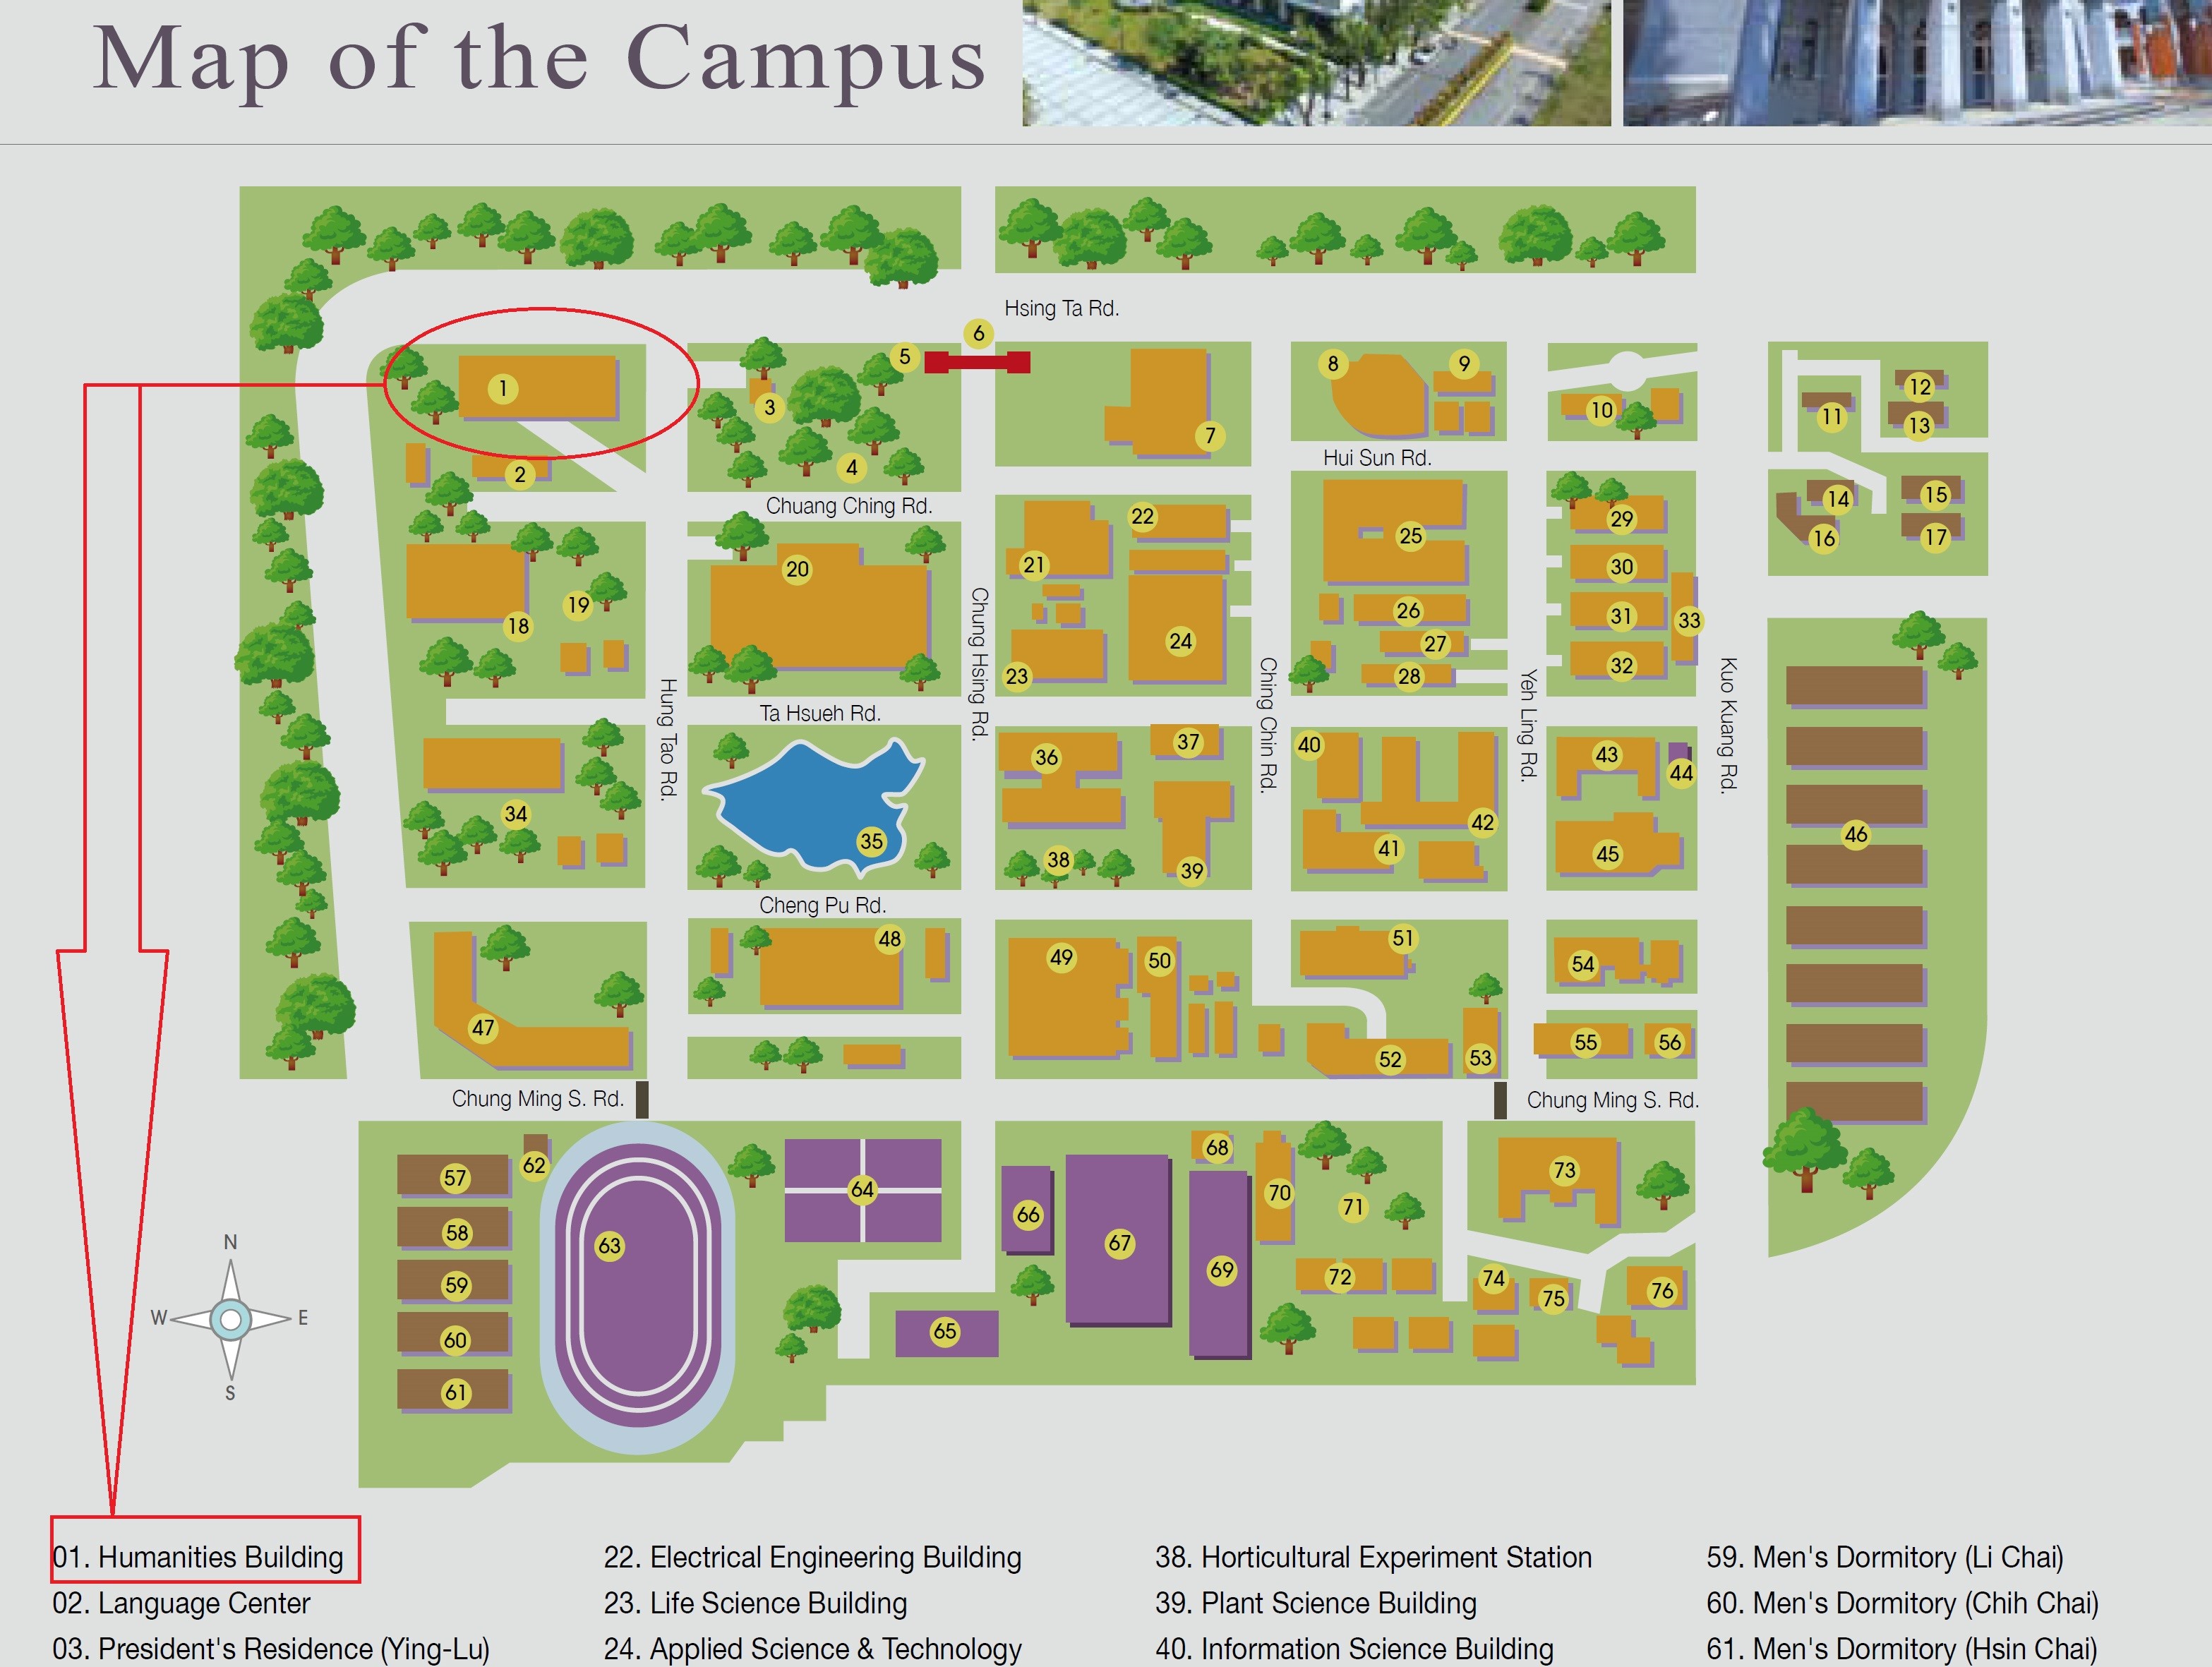 Map of the Campus
Hsing Ta Rd.
6
5
8
9
1
3
7
10
12
11
13
2
4
Hui Sun Rd.
Chuang Ching Rd.
14
15
16
17
22
21
25
29
20
30
19
18
26
31
33
24
27
23
28
32
Chung Hsing Rd.
Ching Chin Rd.
Yeh Ling Rd.
Kuo Kuang Rd.
Hung Tao Rd.
Ta Hsueh Rd.
36
37
40
43
44
34
35
42
46
38
39
41
45
Cheng Pu Rd.
48
49
50
51
54
47
52
53
55
56
Chung Ming S. Rd.
Chung Ming S. Rd.
57
62
64
68
73
58
63
66
67
70
71
59
69
72
74
75
76
60
65
61
N
W
E
S
01. Humanities Building
02. Language Center
03. President's Residence (Ying-Lu)
22. Electrical Engineering Building
23. Life Science Building
24. Applied Science & Technology
38. Horticultural Experiment Station
39. Plant Science Building
40. Information Science Building
59. Men's Dormitory (Li Chai)
60. Men's Dormitory (Chih Chai)
61. Men's Dormitory (Hsin Chai)